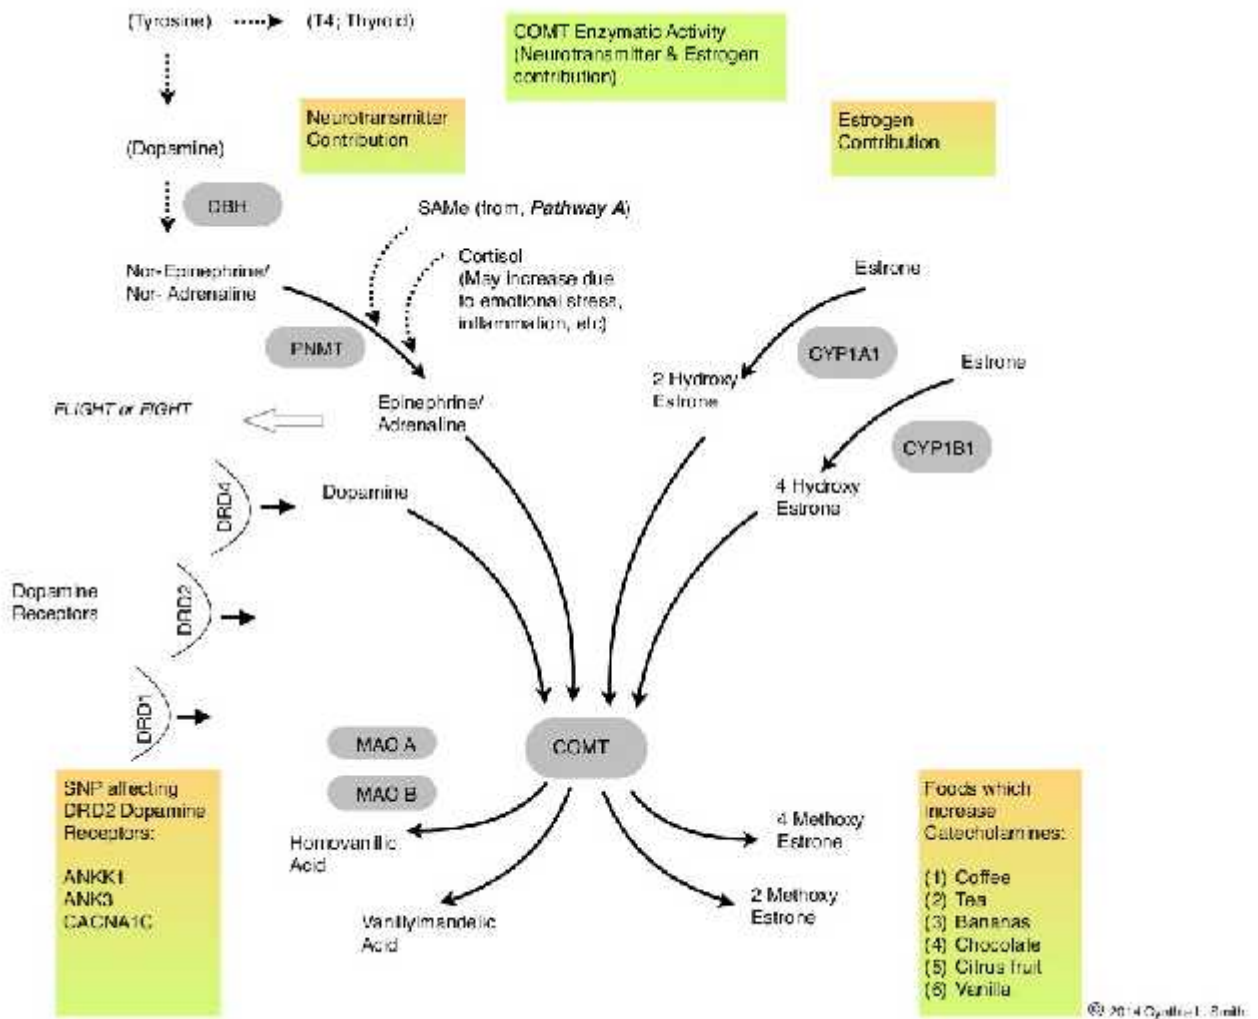 (Tyrosine)
(T4; Thyroid)
COMT Enzymatic Activity
(Neurotransmitter & Estrogen
contribution)
Neurotransmitter
Contribution
Estrogen
Contribution
(Dopamine)
DBH
SAMe (from, Pathway A)
Cortisol
(May increase due
to emotional stress,
inflammation, etc)
Nor-Epinephrine/
Nor- Adrenaline
PNMT
Estrone
CYP1A1
Estrone
2 Hydroxy
Estrone
CYP1B1
FLIGHT or FIGHT
Epinephrine/
Adrenaline
4 Hydroxy
Estrone
DRD4
Dopamine
Dopamine
Receptors
DRD2
DRD1
MAO A
COMT
MAO B
SNP affecting
DRD2 Dopamine
Receptors:
ANKK1
ANK3
CACNA1C
Homovanillic
Acid
Vanillylmandelic
Acid
4 Methoxy
Estrone
2 Methoxy
Estrone
Foods which
increase
Catecholamines:
(1) Coffee
(2) Tea
(3) Bananas
(4) Chocolate
(5) Citrus fruit
(6) Vanilla
© 2014 Cynthia L. Smith